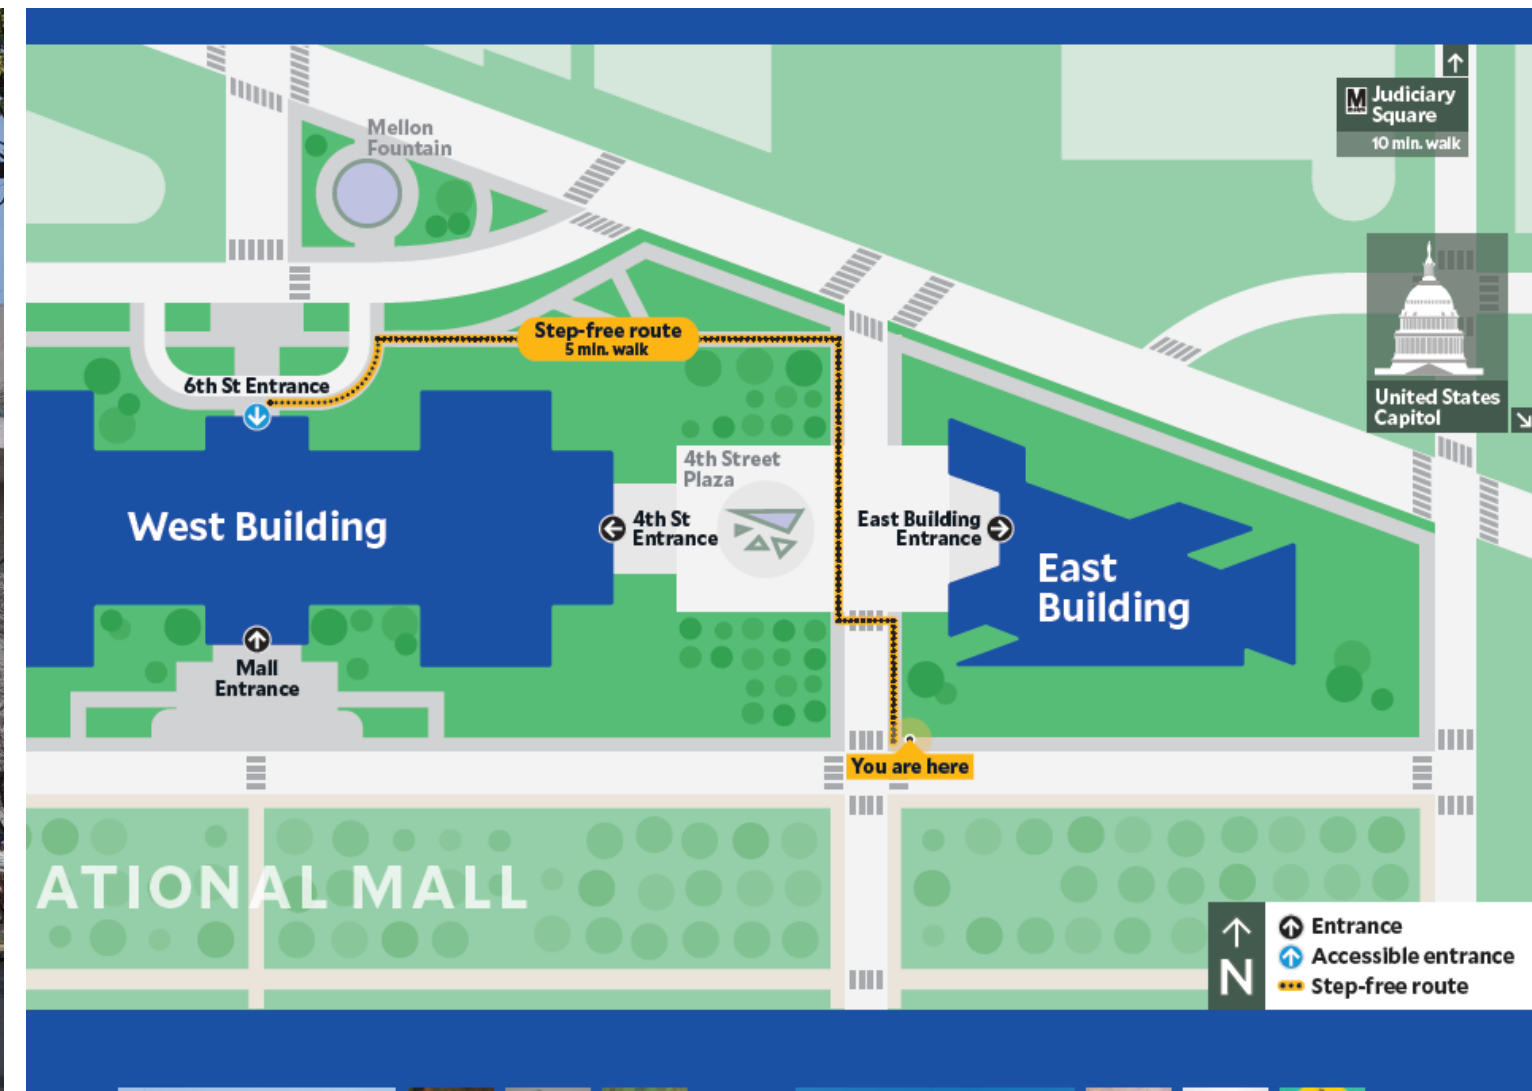 Judiciary
Square
10 min. walk
Mellon
Fountain
United States
Capitol
Step-free route
5 min. walk
6th St Entrance
4th Street
Plaza
West Building
4th St
Entrance
East Building
Entrance
East
Building
Mall
Entrance
You are here
ATIONAL MALL
N
Entrance
Accessible entrance
Step-free route